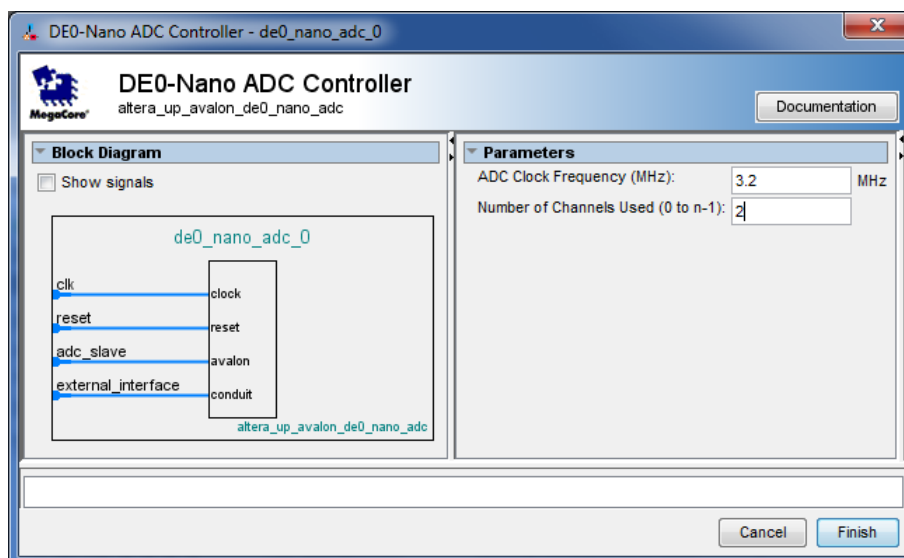 DE0-Nano ADC Controller - de0_nano_adc_0
DE0-Nano ADC Controller
altera_up_avalon_de0_nano_adc
MegaCore®
Documentation
Block Diagram
Show signals
de0_nano_adc_0
clk
clock
reset
reset
adc_slave
avalon
external_interface
conduit
altera_up_avalon_de0_nano_adc
Parameters
ADC Clock Frequency (MHz): 3.2 MHz
Number of Channels Used (0 to n-1): 2
Cancel
Finish